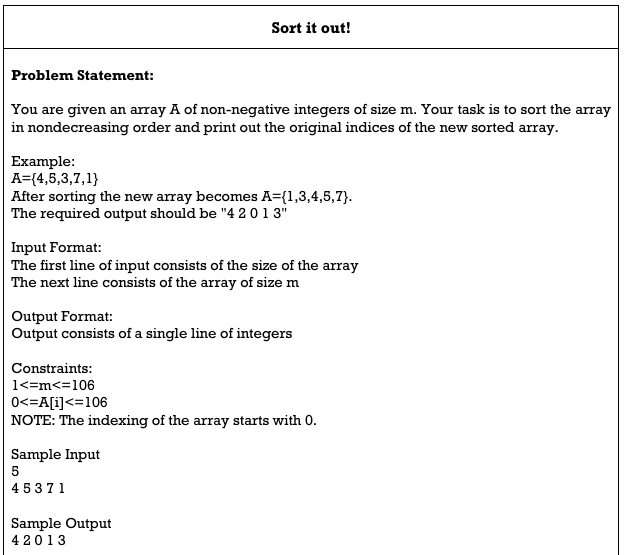 Sort it out!
Problem Statement:
You are given an array A of non-negative integers of size m. Your task is to sort the array
in nondecreasing order and print out the original indices of the new sorted array.
Example:
A={4,5,3,7,1}
After sorting the new array becomes A={1,3,4,5,7}.
The required output should be "4 2 0 1 3"
Input Format:
The first line of input consists of the size of the array
The next line consists of the array of size m
Output Format:
Output consists of a single line of integers
Constraints:
1<=m<=106
0<=A[i]<=106
NOTE: The indexing of the array starts with 0.
Sample Input
5
4 5 3 7 1
Sample Output
4 2 0 1 3